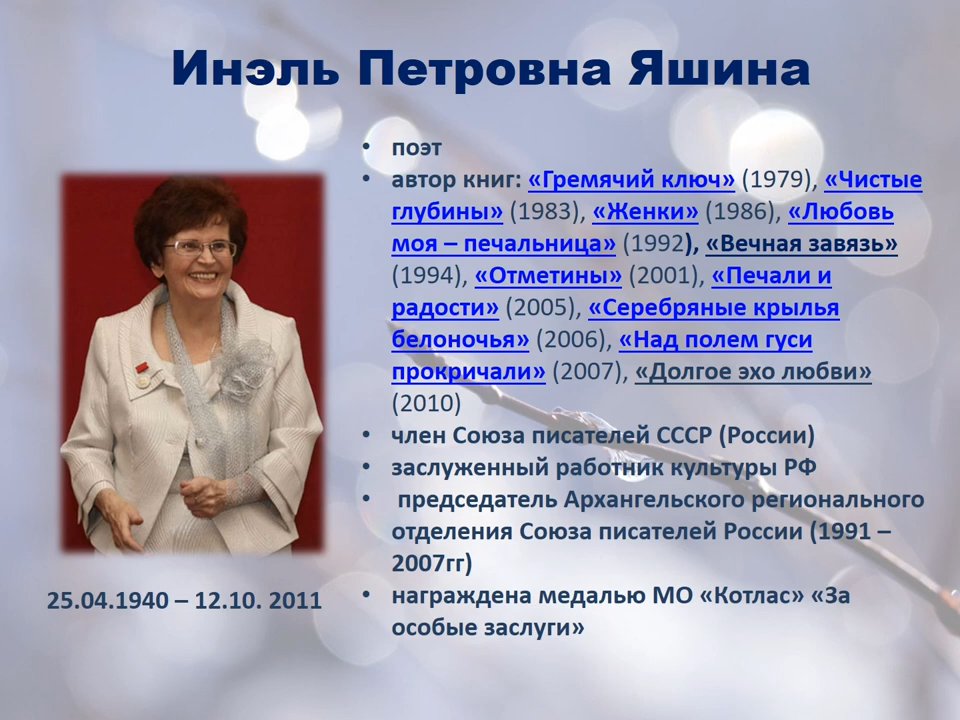 Инэль Петровна Яшина
• поэт
• автор книг: «Гремячий ключ» (1979), «Чистые
глубины» (1983), «Женки» (1986), «Любовь
моя – печальница» (1992), «Вечная завязь»
(1994), «Отметины» (2001), «Печали и
радости» (2005), «Серебряные крылья
белоночья» (2006), «Над полем гуси
прокричали» (2007), «Долгое эхо любви»
(2010)
• член Союза писателей СССР (России)
• заслуженный работник культуры РФ
• председатель Архангельского регионального
отделения Союза писателей России (1991 –
2007гг)
• награждена медалью МО «Котлас» «За
особые заслуги»
25.04.1940 – 12.10. 2011